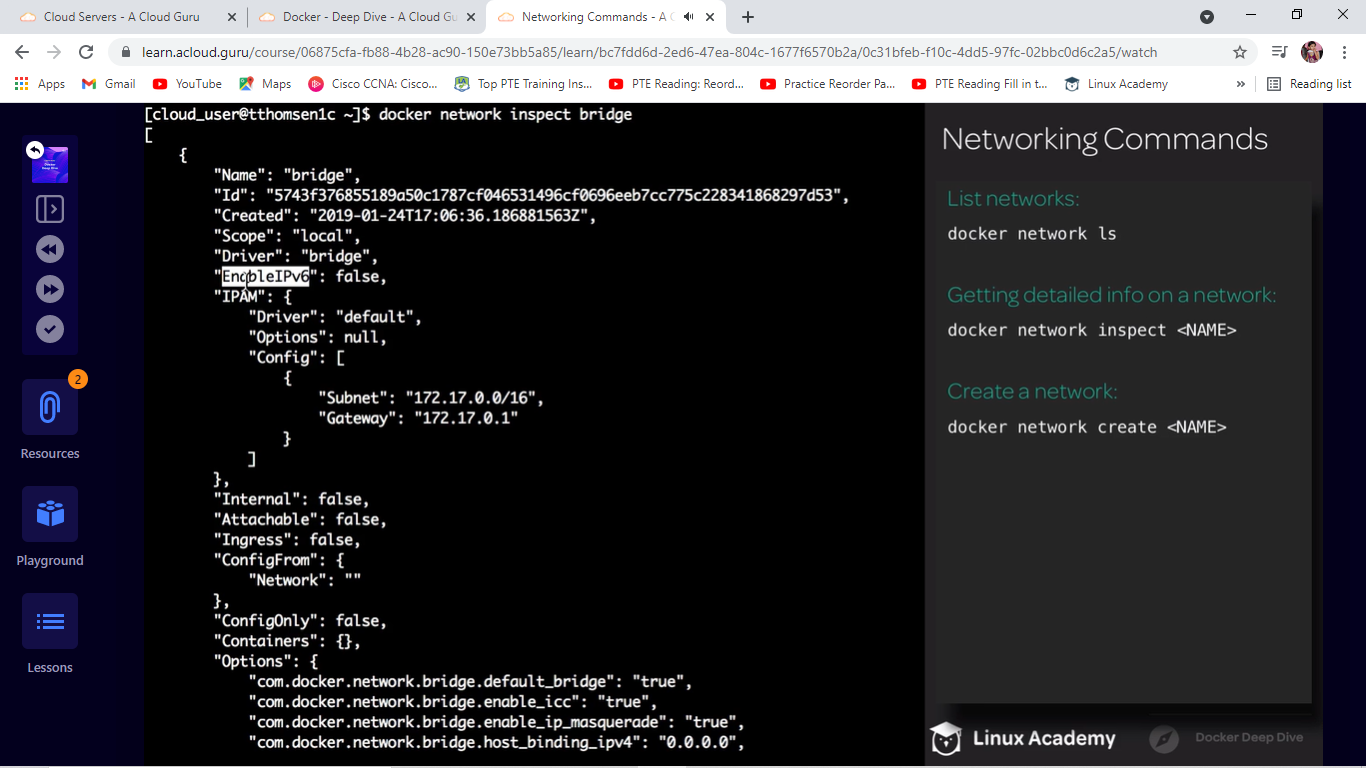 Cloud Servers - A Cloud Guru
Docker - Deep Dive - A Cloud Gu
Networking Commands - A C
learn.acloud.guru/course/06875cfa-fb88-4b28-ac90-150e73bb5a85/learn/bc7fdd6d-2ed6-47ea-804c-1677f6570b2a/0c31bfeb-f10c-4dd5-97fc-02bbc0d6c2a5/watch
Apps Gmail YouTube Maps Cisco CCNA: Cisco... Top PTE Training Ins... PTE Reading: Reord... Practice Reorder Pa... PTE Reading Fill in t... Linux Academy » Reading list
2
Resources
Playground
Lessons
[cloud_user@tthomsen1c ~]$ docker network inspect bridge
[
{
"Name": "bridge",
"Id": "5743f376855189a50c1787cf046531496cf0696eeb7cc775c228341868297d53",
"Created": "2019-01-24T17:06:36.186881563Z",
"Scope": "local",
"Driver": "bridge",
"EnableIPv6": false,
"IPAM": {
"Driver": "default",
"Options": null,
"Config": [
{
"Subnet": "172.17.0.0/16",
"Gateway": "172.17.0.1"
}
]
},
"Internal": false,
"Attachable": false,
"Ingress": false,
"ConfigFrom": {
"Network": ""
},
"ConfigOnly": false,
"Containers": {},
"Options": {
"com.docker.network.bridge.default_bridge": "true",
"com.docker.network.bridge.enable_icc": "true",
"com.docker.network.bridge.enable_ip_masquerade": "true",
"com.docker.network.bridge.host_binding_ipv4": "0.0.0.0",
Networking Commands
List networks:
docker network ls
Getting detailed info on a network:
docker network inspect <NAME>
Create a network:
docker network create <NAME>
Linux Academy
Docker Deep Dive